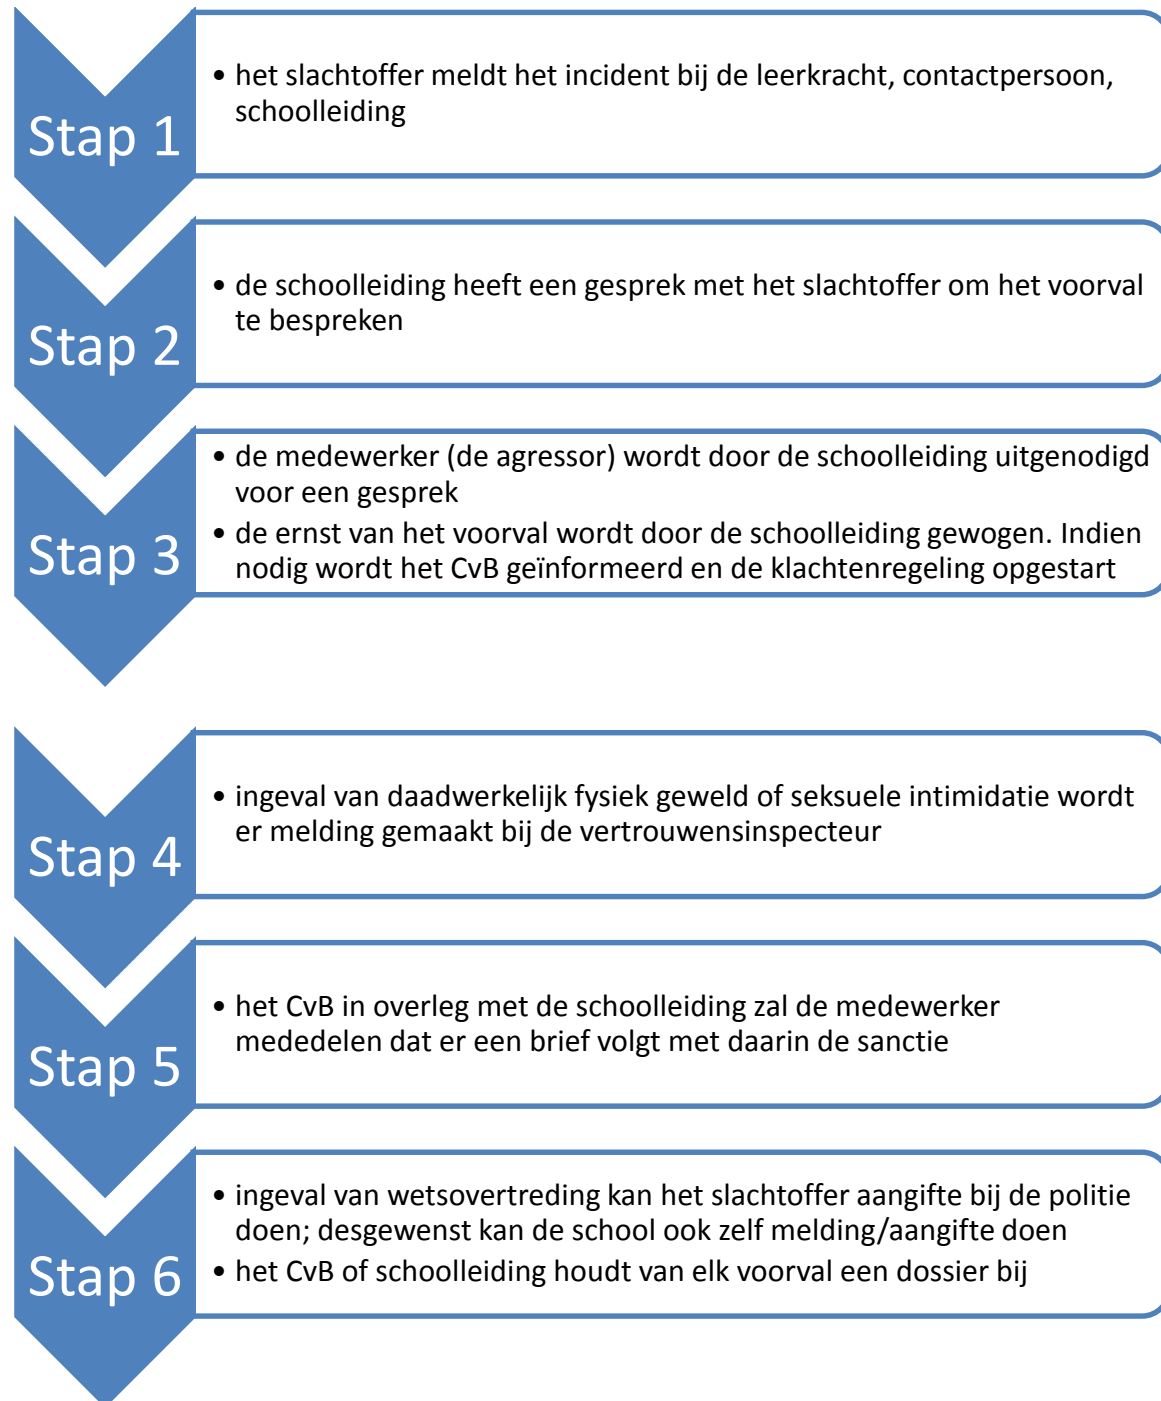 Stap 1
• het slachtoffer meldt het incident bij de leerkracht, contactpersoon,
schoolleiding
Stap 2
• de schoolleiding heeft een gesprek met het slachtoffer om het voorval
te bespreken
Stap 3
• de medewerker (de agressor) wordt door de schoolleiding uitgenodigd
voor een gesprek
• de ernst van het voorval wordt door de schoolleiding gewogen. Indien
nodig wordt het CvB geïnformeerd en de klachtenregeling opgestart
Stap 4
• ingeval van daadwerkelijk fysiek geweld of seksuele intimidatie wordt
er melding gemaakt bij de vertrouwensinspecteur
Stap 5
• het CvB in overleg met de schoolleiding zal de medewerker
mededelen dat er een brief volgt met daarin de sanctie
Stap 6
• ingeval van wetsovertreding kan het slachtoffer aangifte bij de politie
doen; desgewenst kan de school ook zelf melding/aangifte doen
• het CvB of schoolleiding houdt van elk voorval een dossier bij